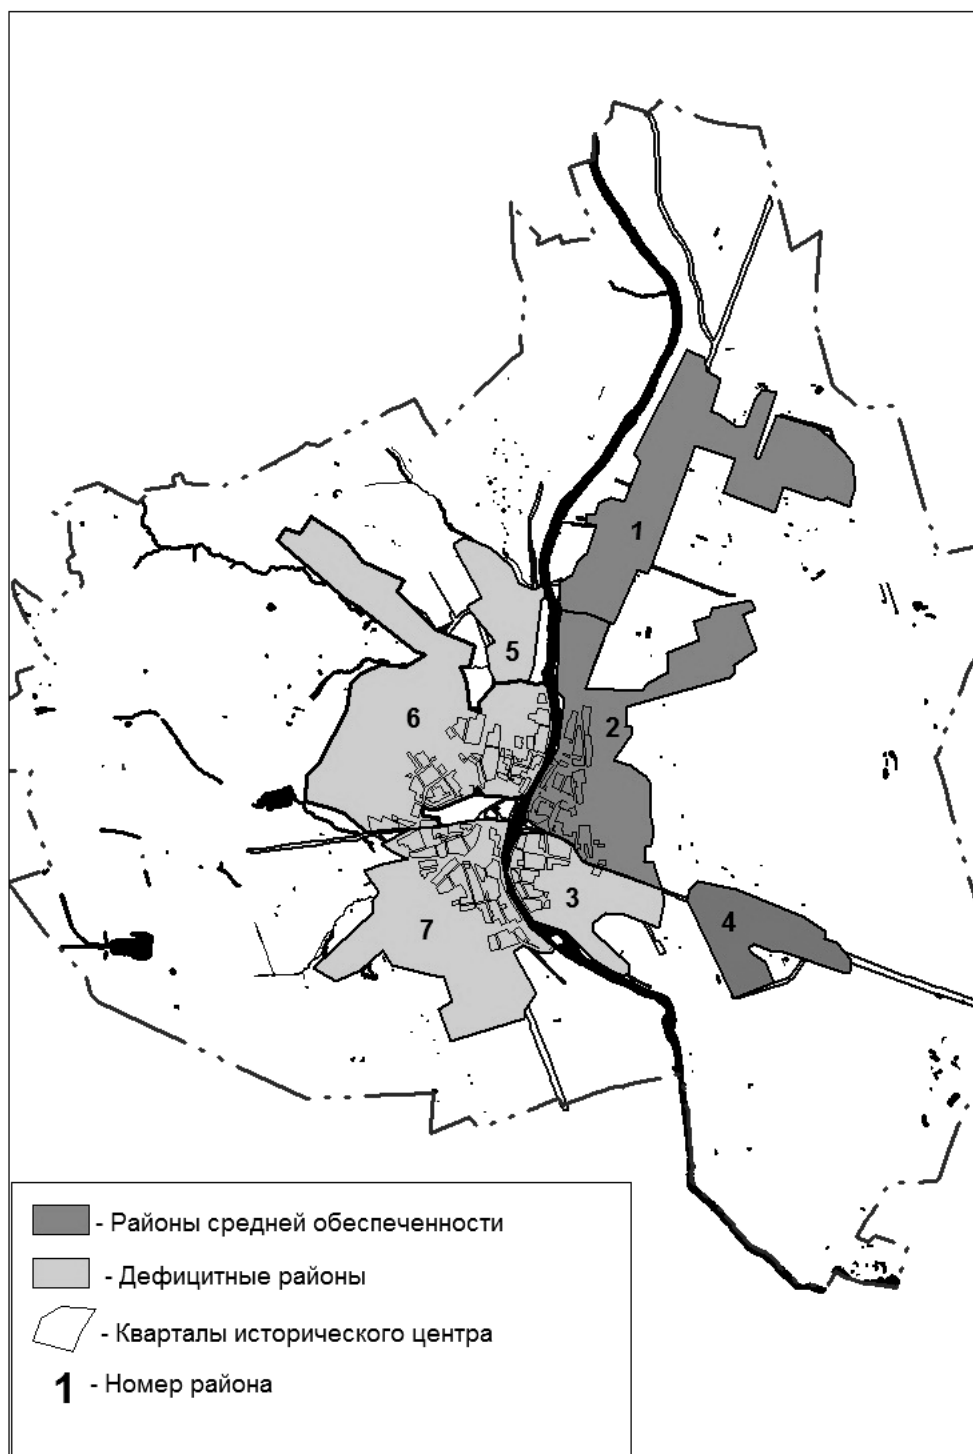 1
5
6
2
3
4
7
- Районы средней обеспеченности
- Дефицитные районы
- Кварталы исторического центра
1 - Номер района